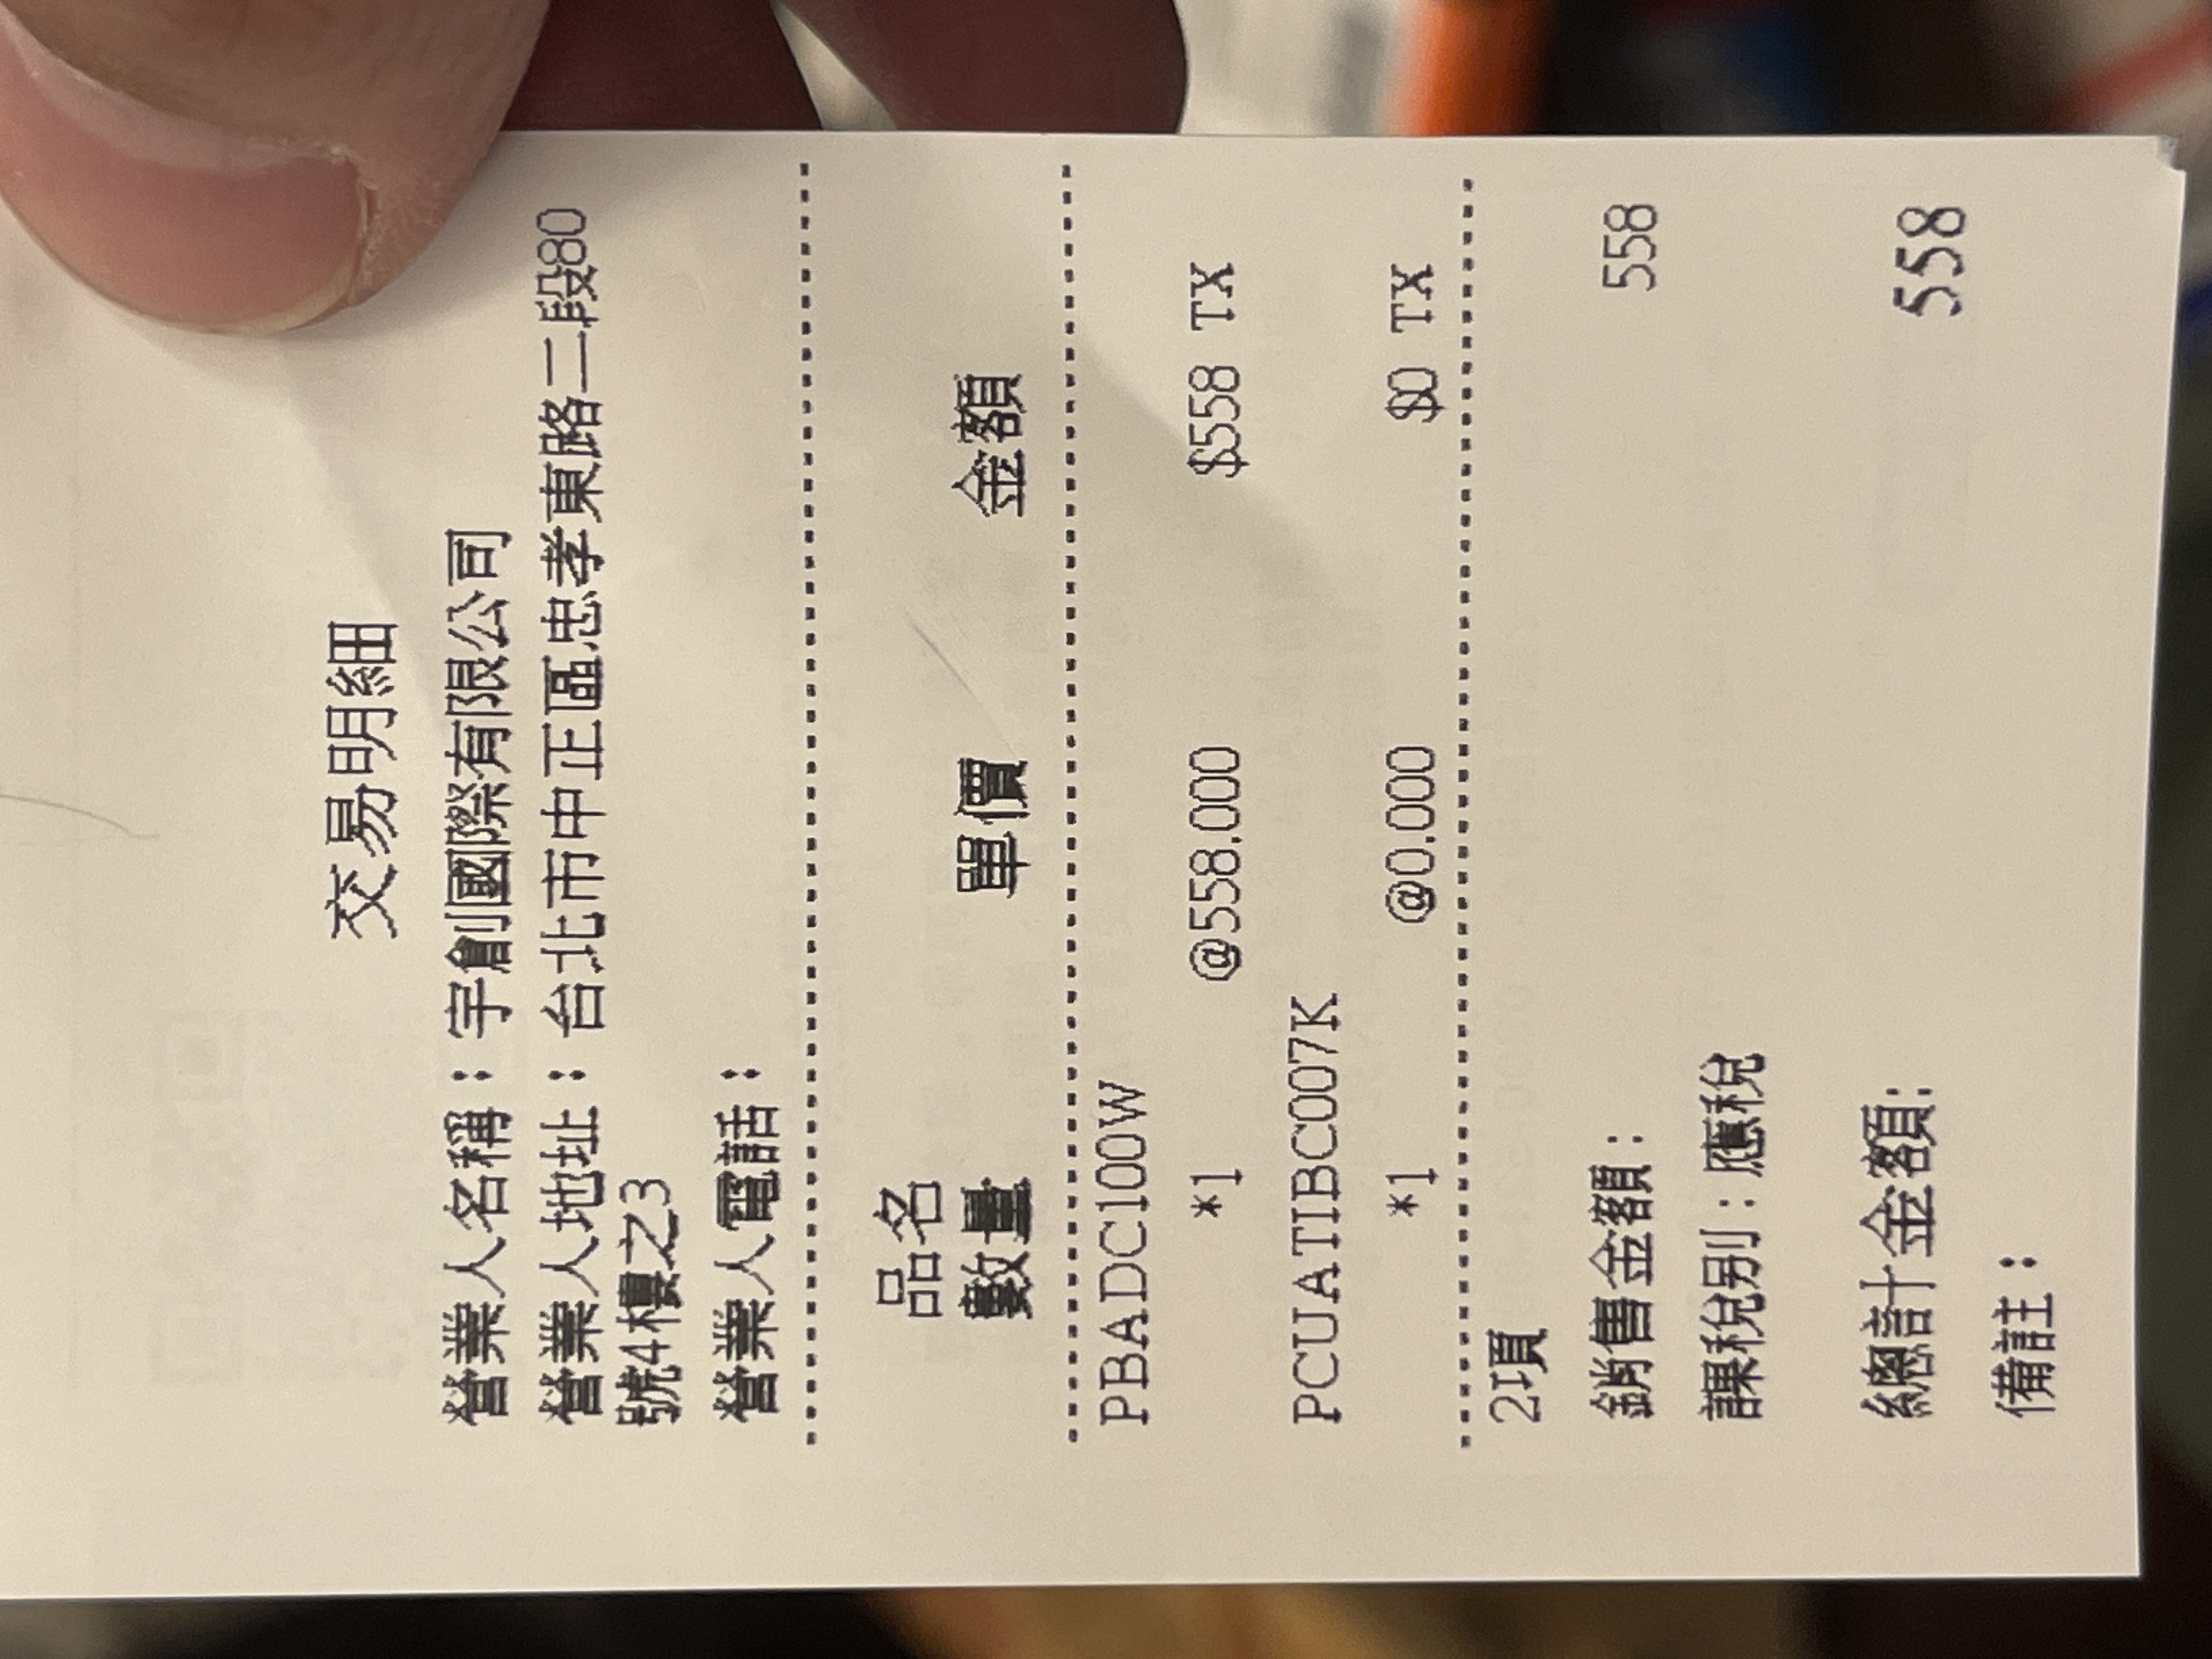 交易明細
營業人名稱：宇創國際有限公司
營業人地址：台北市中正區忠孝東路二段80
號4樓之3
營業人電話：
品名
數量 單價 金額
PBADC100W
*1 @558.000 $558 TX
PCUATIBC007K
*1 @0.000 $0 TX
2項
銷售金額： 558
課稅別：應稅
總計金額: 558
備註：